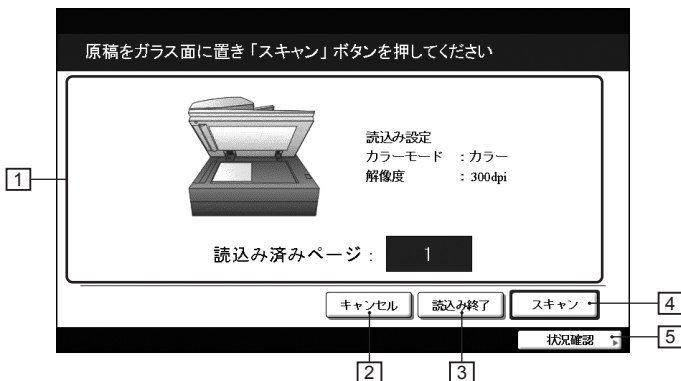 原稿をガラス面に置き「スキャン」ボタンを押してください
読込み設定
カラーモード ：カラー
解像度 ：300dpi
1
読込み済みページ： 1
キャンセル 読込み終了 スキャン 4
状況確認 5
2 3